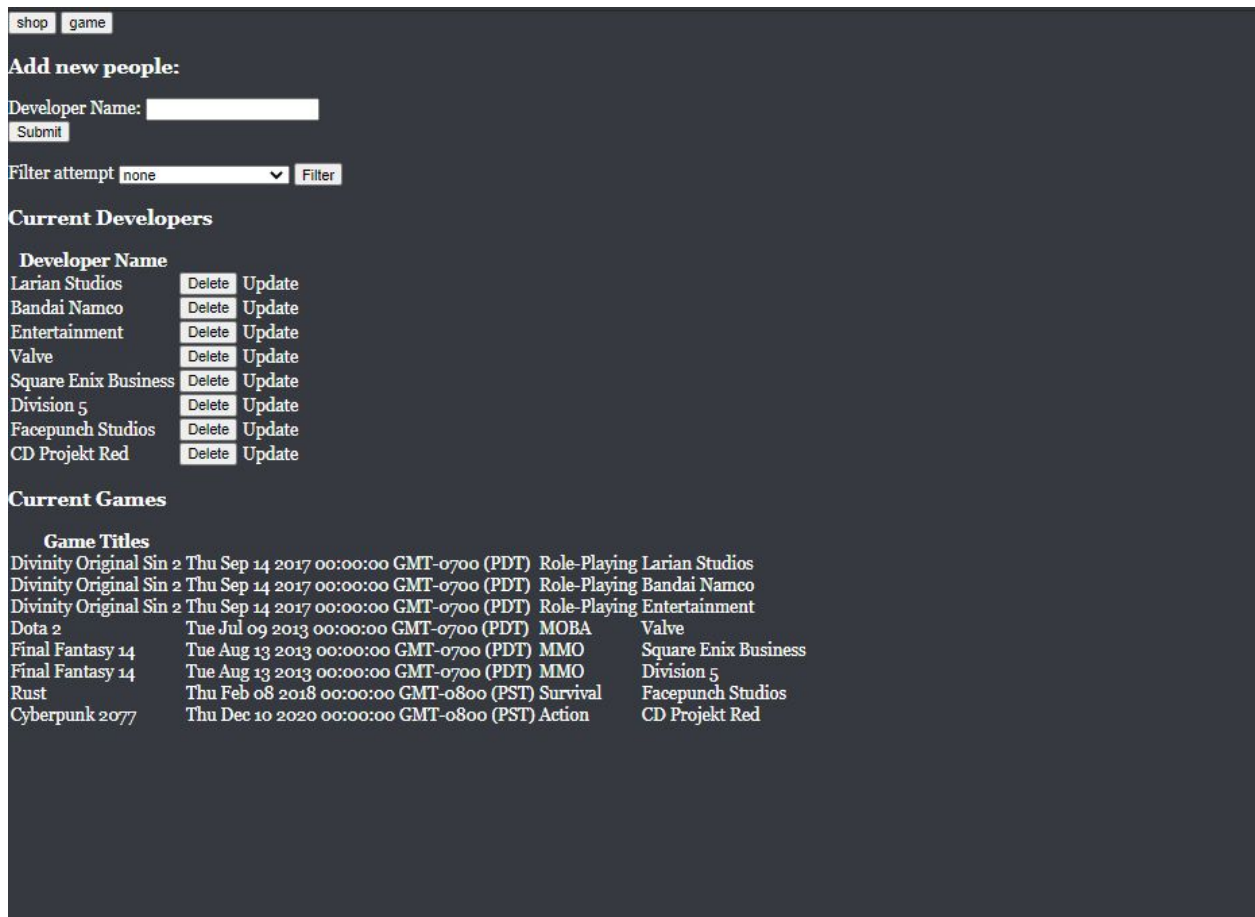 shop game
Add new people:
Developer Name:
Submit
Filter attempt none Filter
Current Developers
Developer Name
Larian Studios Delete Update
Bandai Namco Delete Update
Entertainment Delete Update
Valve Delete Update
Square Enix Business Delete Update
Division 5 Delete Update
Facepunch Studios Delete Update
CD Projekt Red Delete Update
Current Games
Game Titles
Divinity Original Sin 2 Thu Sep 14 2017 00:00:00 GMT-0700 (PDT) Role-Playing Larian Studios
Divinity Original Sin 2 Thu Sep 14 2017 00:00:00 GMT-0700 (PDT) Role-Playing Bandai Namco
Divinity Original Sin 2 Thu Sep 14 2017 00:00:00 GMT-0700 (PDT) Role-Playing Entertainment
Dota 2 Tue Jul 09 2013 00:00:00 GMT-0700 (PDT) MOBA Valve
Final Fantasy 14 Tue Aug 13 2013 00:00:00 GMT-0700 (PDT) MMO Square Enix Business
Final Fantasy 14 Tue Aug 13 2013 00:00:00 GMT-0700 (PDT) MMO Division 5
Rust Thu Feb 08 2018 00:00:00 GMT-0800 (PST) Survival Facepunch Studios
Cyberpunk 2077 Thu Dec 10 2020 00:00:00 GMT-0800 (PST) Action CD Projekt Red